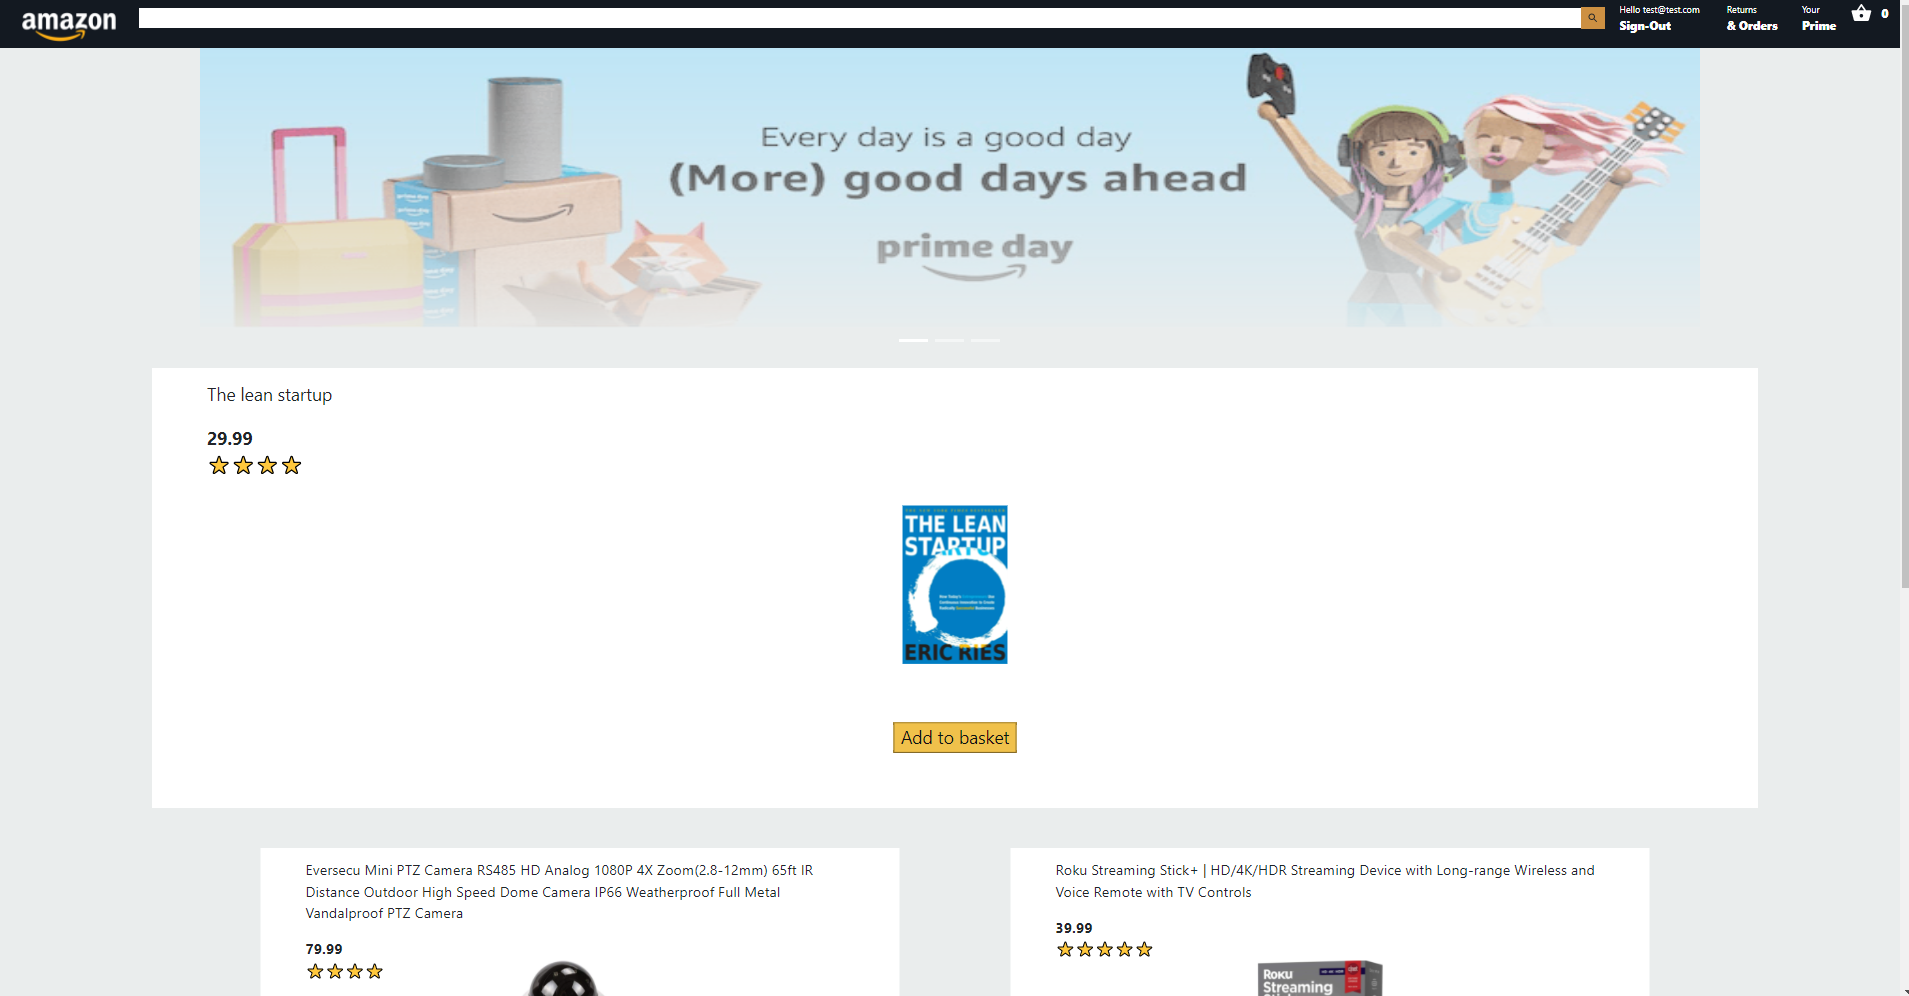 amazon
Hello test@test.com
Sign-Out
Returns
& Orders
Your
Prime
0
Every day is a good day
(More) good days ahead
prime day
The lean startup
29.99
THE LEAN
STARTUP
ERIC RIES
Add to basket
Eversecu Mini PTZ Camera RS485 HD Analog 1080P 4X Zoom(2.8-12mm) 65ft IR
Distance Outdoor High Speed Dome Camera IP66 Weatherproof Full Metal
Vandalproof PTZ Camera
79.99
Roku Streaming Stick+ | HD/4K/HDR Streaming Device with Long-range Wireless and
Voice Remote with TV Controls
39.99
ROKU
Streaming